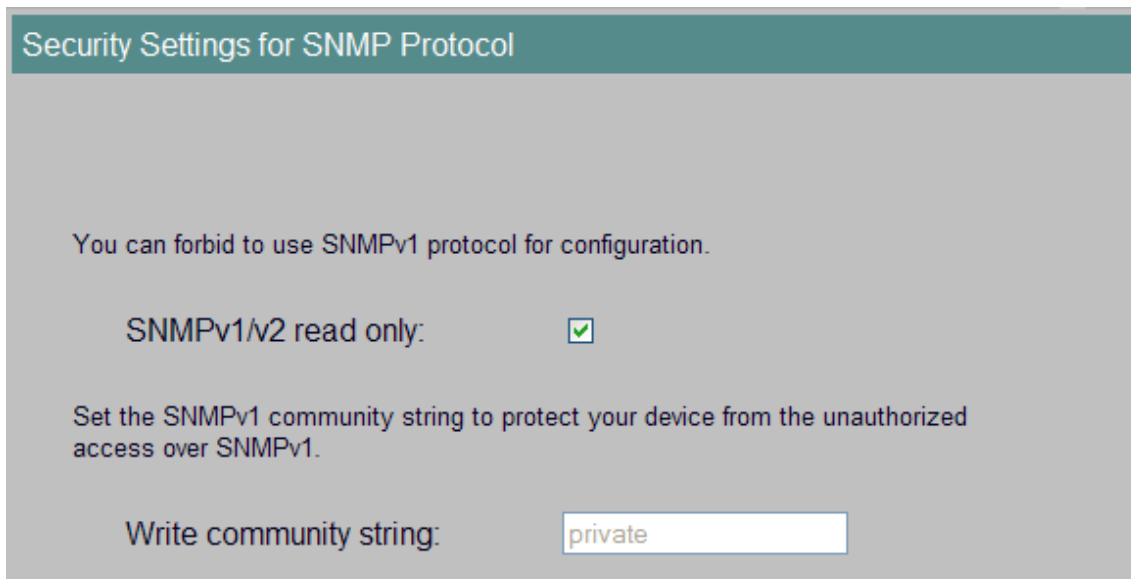 Security Settings for SNMP Protocol
You can forbid to use SNMPv1 protocol for configuration.
SNMPv1/v2 read only:
Set the SNMPv1 community string to protect your device from the unauthorized
access over SNMPv1.
Write community string: private